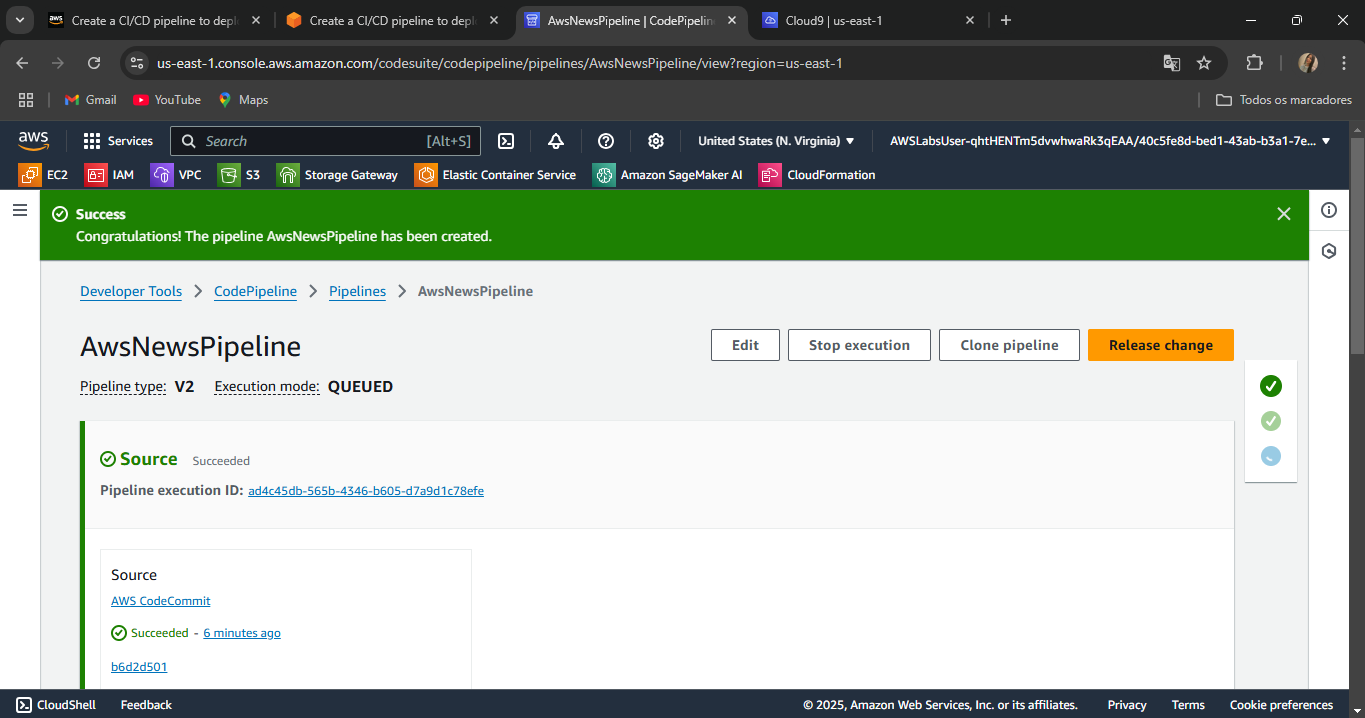 aws Create a CI/CD pipeline to depl
Create a CI/CD pipeline to depl
AwsNewsPipeline | CodePipelin
Cloud9 | us-east-1
us-east-1.console.aws.amazon.com/codesuite/codepipeline/pipelines/AwsNewsPipeline/view?region=us-east-1
Gmail YouTube Maps Todos os marcadores
aws Services Search [Alt+S] United States (N. Virginia) AWSLabsUser-qhtHENTm5dvwhwaRk3qEAA/40c5fe8d-bed1-43ab-b3a1-7e...
EC2 IAM VPC S3 Storage Gateway Elastic Container Service Amazon SageMaker AI CloudFormation
Success
Congratulations! The pipeline AwsNewsPipeline has been created.
Developer Tools CodePipeline Pipelines AwsNewsPipeline
AwsNewsPipeline Edit Stop execution Clone pipeline Release change
Pipeline type: V2 Execution mode: QUEUED
Source Succeeded
Pipeline execution ID: ad4c45db-565b-4346-b605-d7a9d1c78efe
Source
AWS CodeCommit
Succeeded - 6 minutes ago
b6d2d501
CloudShell Feedback © 2025, Amazon Web Services, Inc. or its affiliates. Privacy Terms Cookie preferences